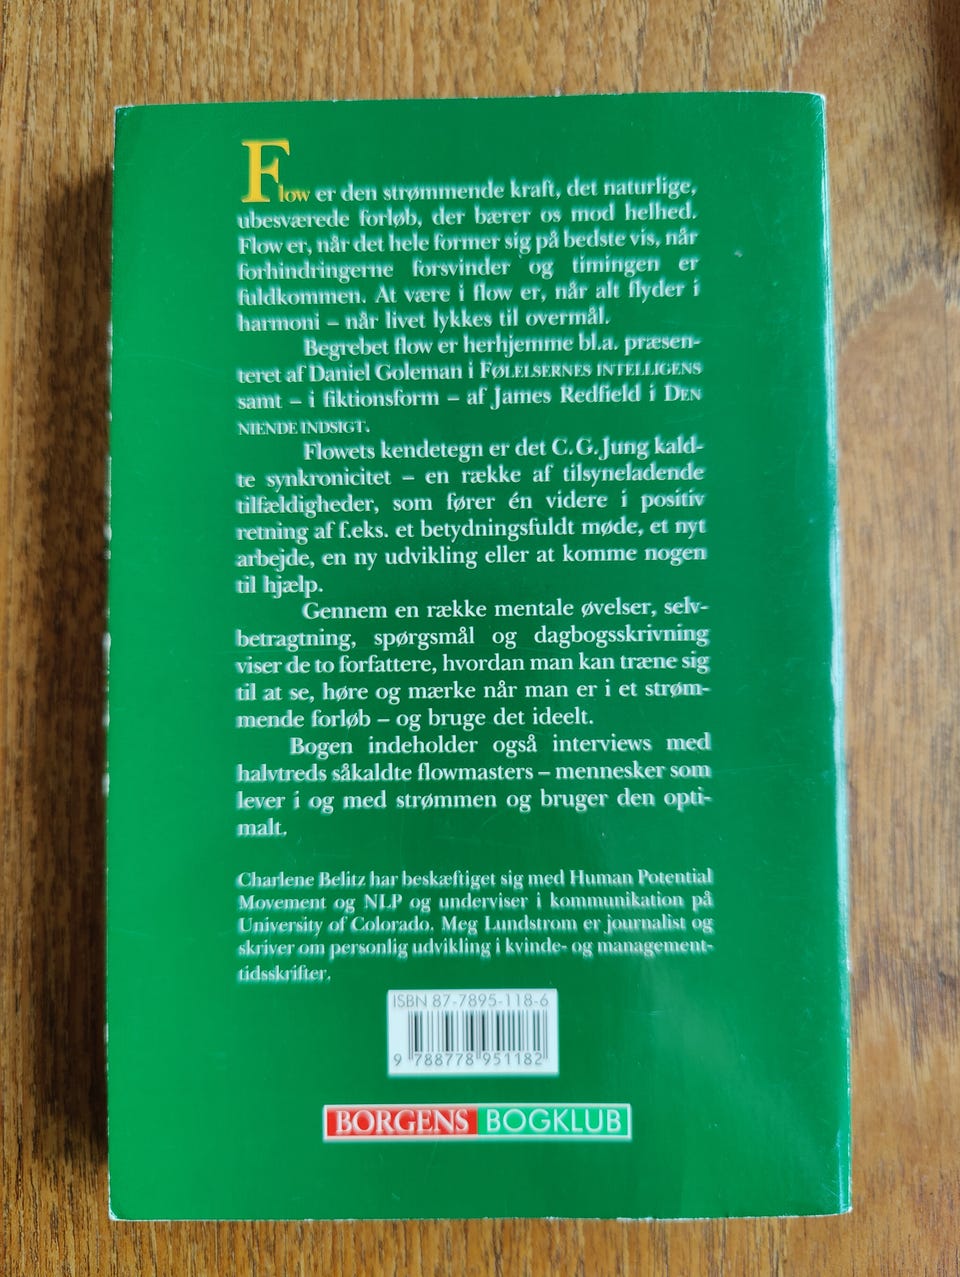 Flow er den strømmende kraft, det naturlige,
ubesværede forløb, der bærer os mod helhed.
Flow er, når det hele former sig på bedste vis, når
forhindringerne forsvinder og timingen er
fuldkommen. At være i flow er, når alt flyder i
harmoni – når livet lykkes til overmål.
Begrebet flow er herhjemme bl.a. præsen-
teret af Daniel Goleman i FØLELSERNES INTELLIGENS
samt – i fiktionsform – af James Redfield i DEN
NIENDE INDSIGT.
Flowets kendetegn er det C.G. Jung kald-
te synkronicitet – en række af tilsyneladende
tilfældigheder, som fører én videre i positiv
retning af f.eks. et betydningsfuldt møde, et nyt
arbejde, en ny udvikling eller at komme nogen
til hjælp.
Gennem en række mentale øvelser, selv-
betragtning, spørgsmål og dagbogsskrivning
viser de to forfattere, hvordan man kan træne sig
til at se, høre og mærke når man er i et strøm-
mende forløb – og bruge det ideelt.
Bogen indeholder også interviews med
halvtreds såkaldte flowmasters – mennesker som
lever i og med strømmen og bruger den opti-
malt.
Charlene Belitz har beskæftiget sig med Human Potential
Movement og NLP og underviser i kommunikation på
University of Colorado. Meg Lundstrom er journalist og
skriver om personlig udvikling i kvinde- og management-
tidsskrifter.
ISBN 87-7895-118-6
9 788778 951182
BORGENS BOGKLUB